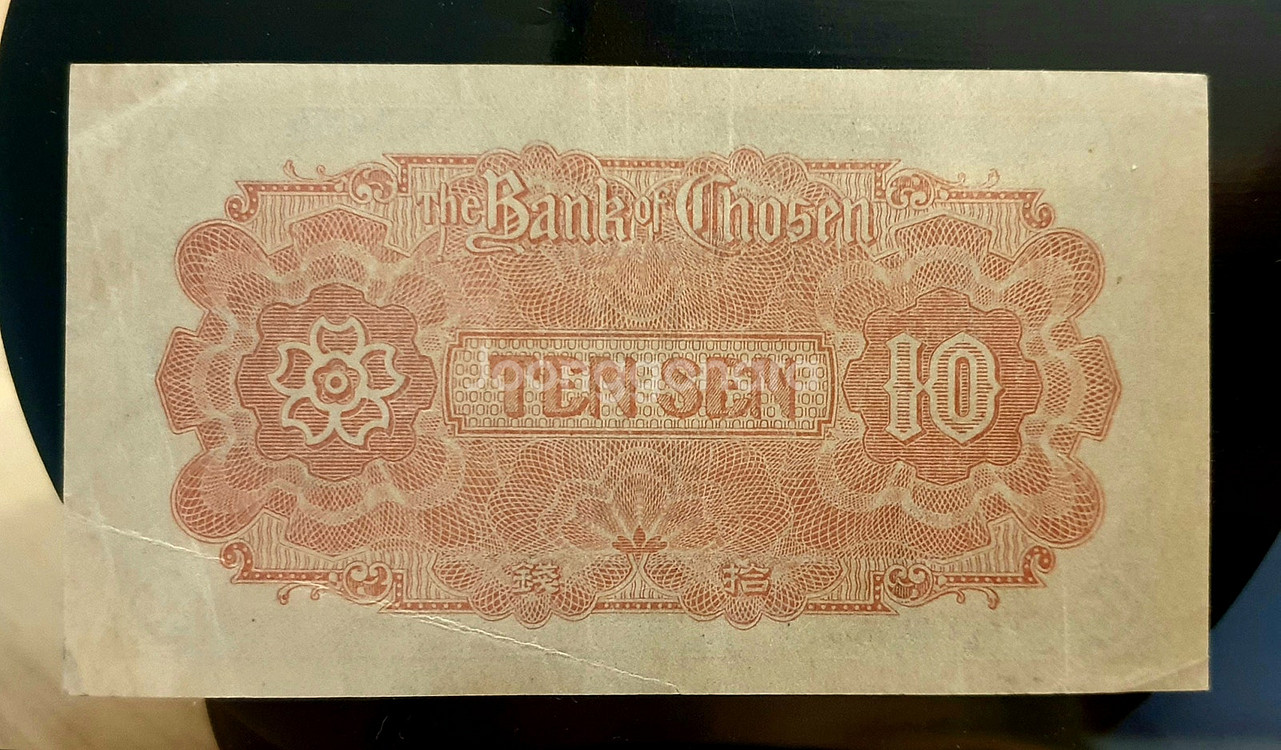 The Bank of Chosen
TEN SEN
10
錢 拾